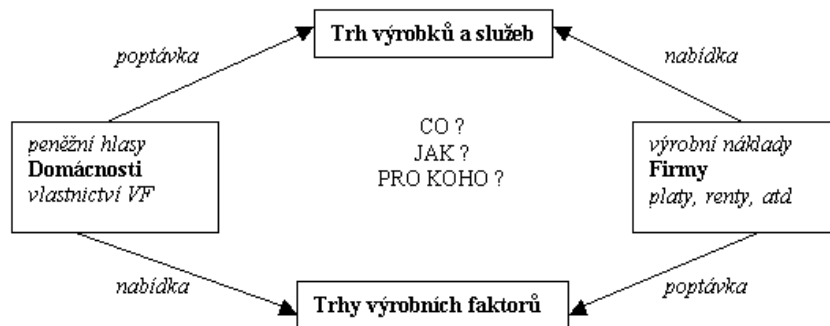 Trh výrobků a služeb
poptávka
nabídka
peněžní hlasy
Domácnosti
vlastnictví VF
CO ?
JAK ?
PRO KOHO ?
výrobní náklady
Firmy
platy, renty, atd
nabídka
poptávka
Trhy výrobních faktorů